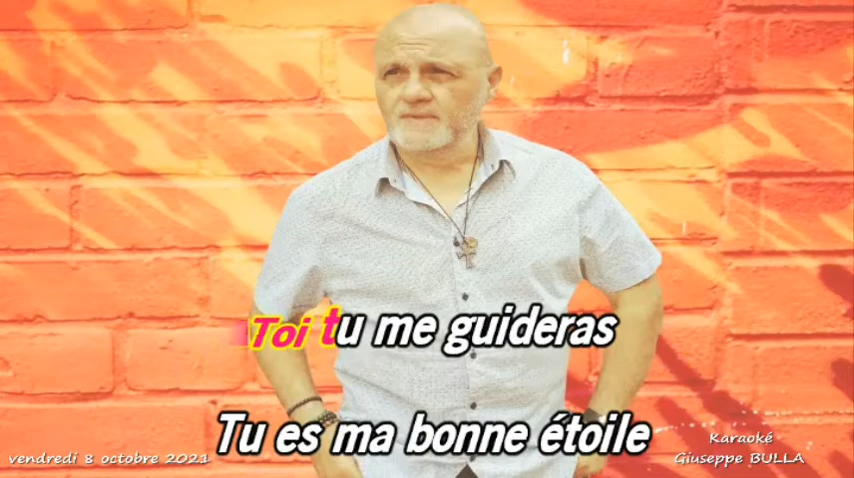 Toi tu me guideras
Tu es ma bonne étoile
vendredi 8 octobre 2021
Karaoké
Giuseppe BULLA